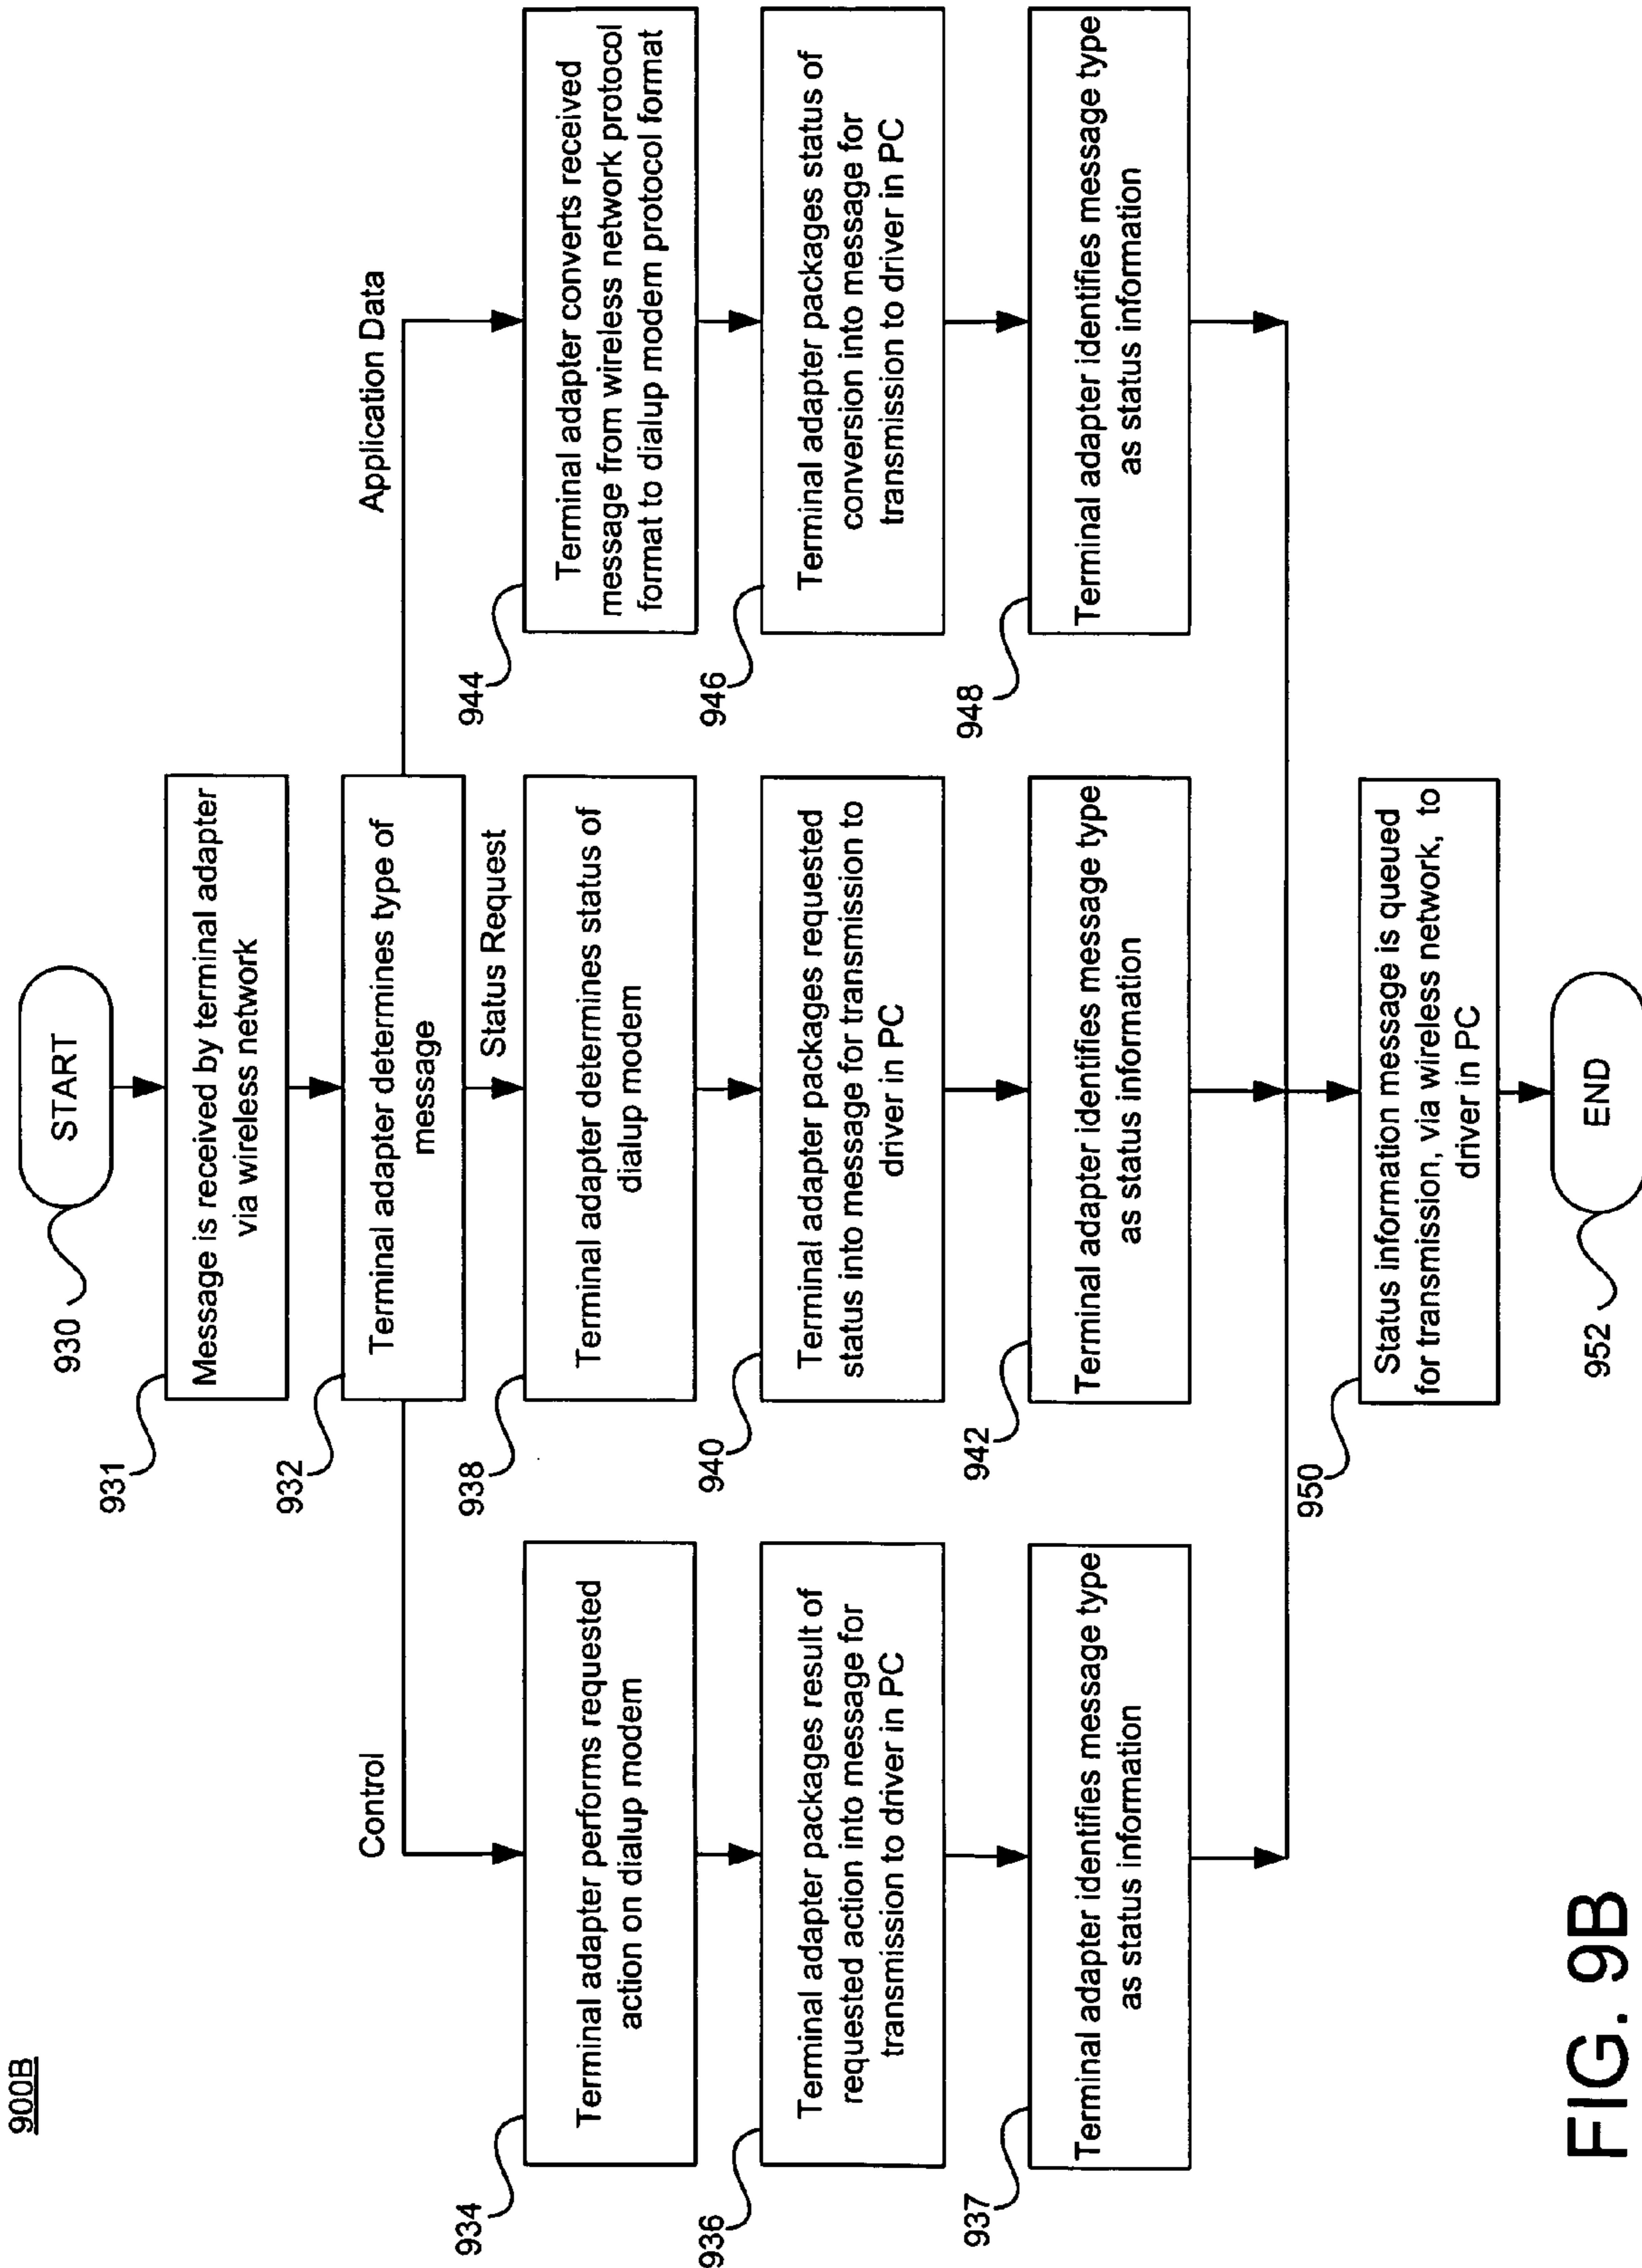 900B
START
930
Message is received by terminal adapter
via wireless network
931
Terminal adapter determines type of
message
932
Control
Status Request
Application Data
Terminal adapter performs requested
action on dialup modem
934
Terminal adapter packages result of
requested action into message for
transmission to driver in PC
936
Terminal adapter identifies message type
as status information
937
Terminal adapter determines status of
dialup modem
938
Terminal adapter packages requested
status into message for transmission to
driver in PC
940
Terminal adapter identifies message type
as status information
942
Terminal adapter converts received
message from wireless network protocol
format to dialup modem protocol format
944
Terminal adapter packages status of
conversion into message for
transmission to driver in PC
946
Terminal adapter identifies message type
as status information
948
Status information message is queued
for transmission, via wireless network, to
driver in PC
950
END
952
FIG. 9B